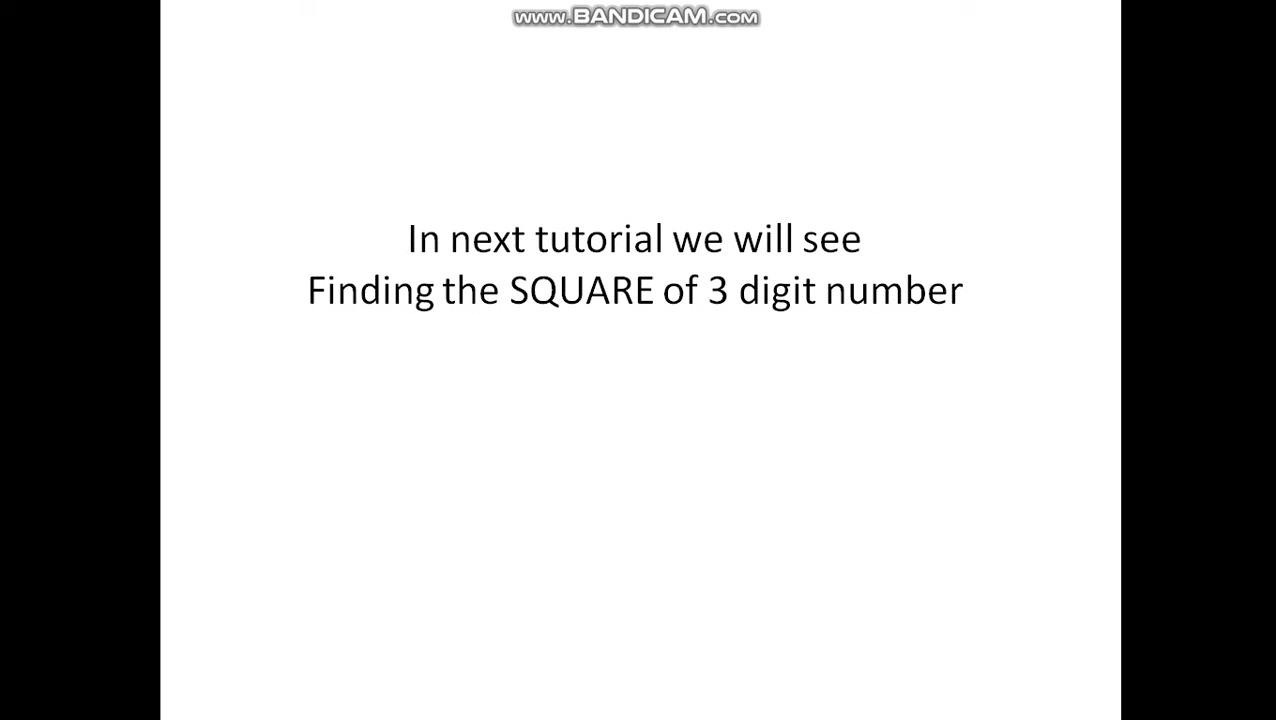 www.BANDICAM.com
In next tutorial we will see
Finding the SQUARE of 3 digit number